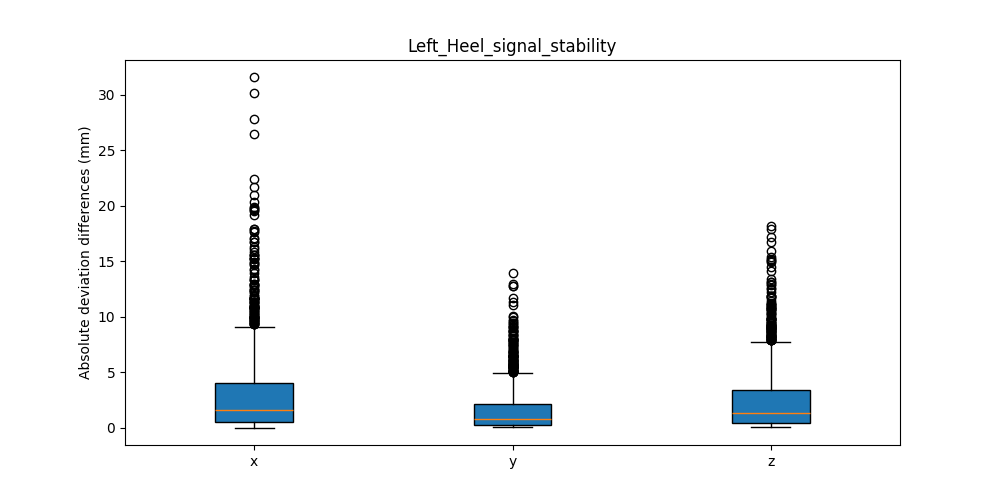 Left_Heel_signal_stability
Absolute deviation differences (mm)
30
25
20
15
10
5
0
x y z